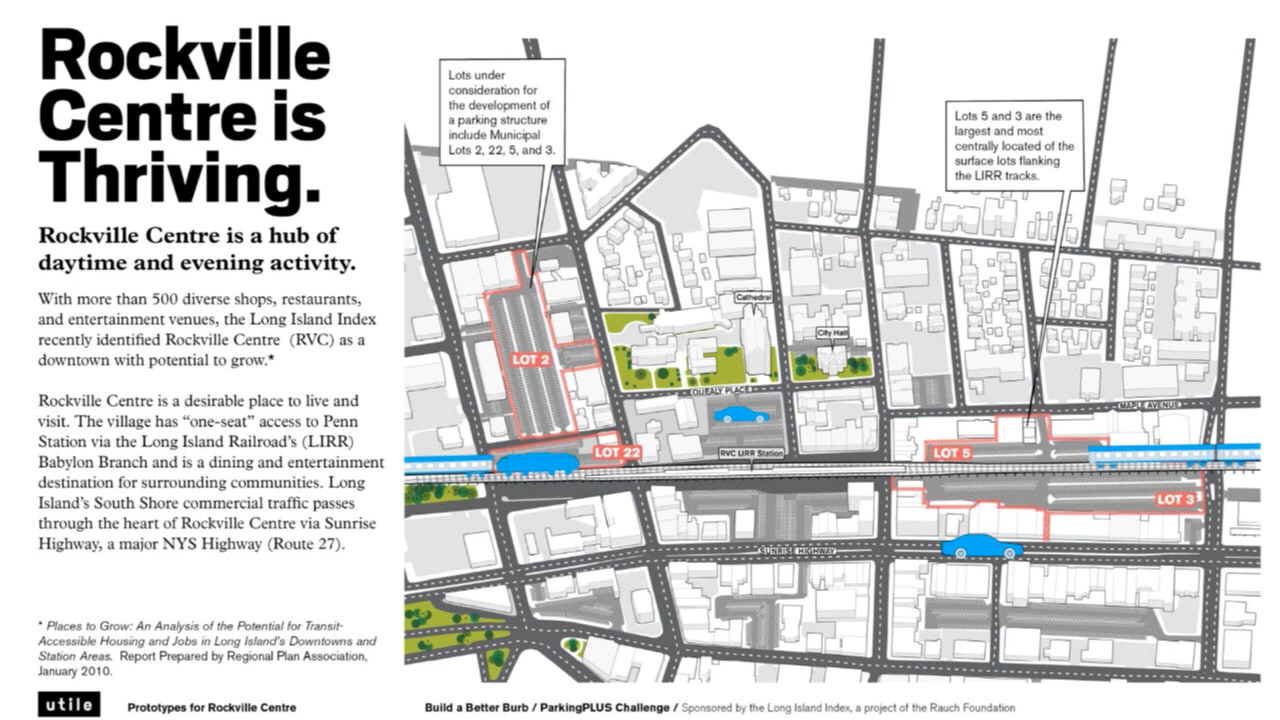 Rockville
Centre is
Thriving.
Rockville Centre is a hub of
daytime and evening activity.
With more than 500 diverse shops, restaurants,
and entertainment venues, the Long Island Index
recently identified Rockville Centre (RVC) as a
downtown with potential to grow.*
Rockville Centre is a desirable place to live and
visit. The village has “one-seat” access to Penn
Station via the Long Island Railroad’s (LIRR)
Babylon Branch and is a dining and entertainment
destination for surrounding communities. Long
Island’s South Shore commercial traffic passes
through the heart of Rockville Centre via Sunrise
Highway, a major NYS Highway (Route 27).
* Places to Grow: An Analysis of the Potential for Transit-
Accessible Housing and Jobs in Long Island’s Downtowns and
Station Areas. Report Prepared by Regional Plan Association,
January 2010.
Lots under
consideration for
the development of
a parking structure
include Municipal
Lots 2, 22, 5, and 3.
Lots 5 and 3 are the
largest and most
centrally located of the
surface lots flanking
the LIRR tracks.
Cathedral
City Hall
LOT 2
QUEALY PLACE
MAPLE AVENUE
LOT 22
RVC LIRR Station
LOT 5
LOT 3
SUNRISE HIGHWAY
utile
Prototypes for Rockville Centre
Build a Better Burb / ParkingPLUS Challenge / Sponsored by the Long Island Index, a project of the Rauch Foundation